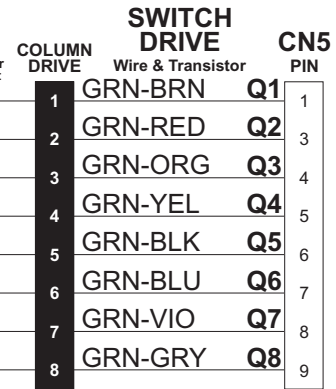 SWITCH
COLUMN DRIVE CN5
DRIVE Wire & Transistor PIN
1 GRN-BRN Q1 1
2 GRN-RED Q2 3
3 GRN-ORG Q3 4
4 GRN-YEL Q4 5
5 GRN-BLK Q5 6
6 GRN-BLU Q6 7
7 GRN-VIO Q7 8
8 GRN-GRY Q8 9